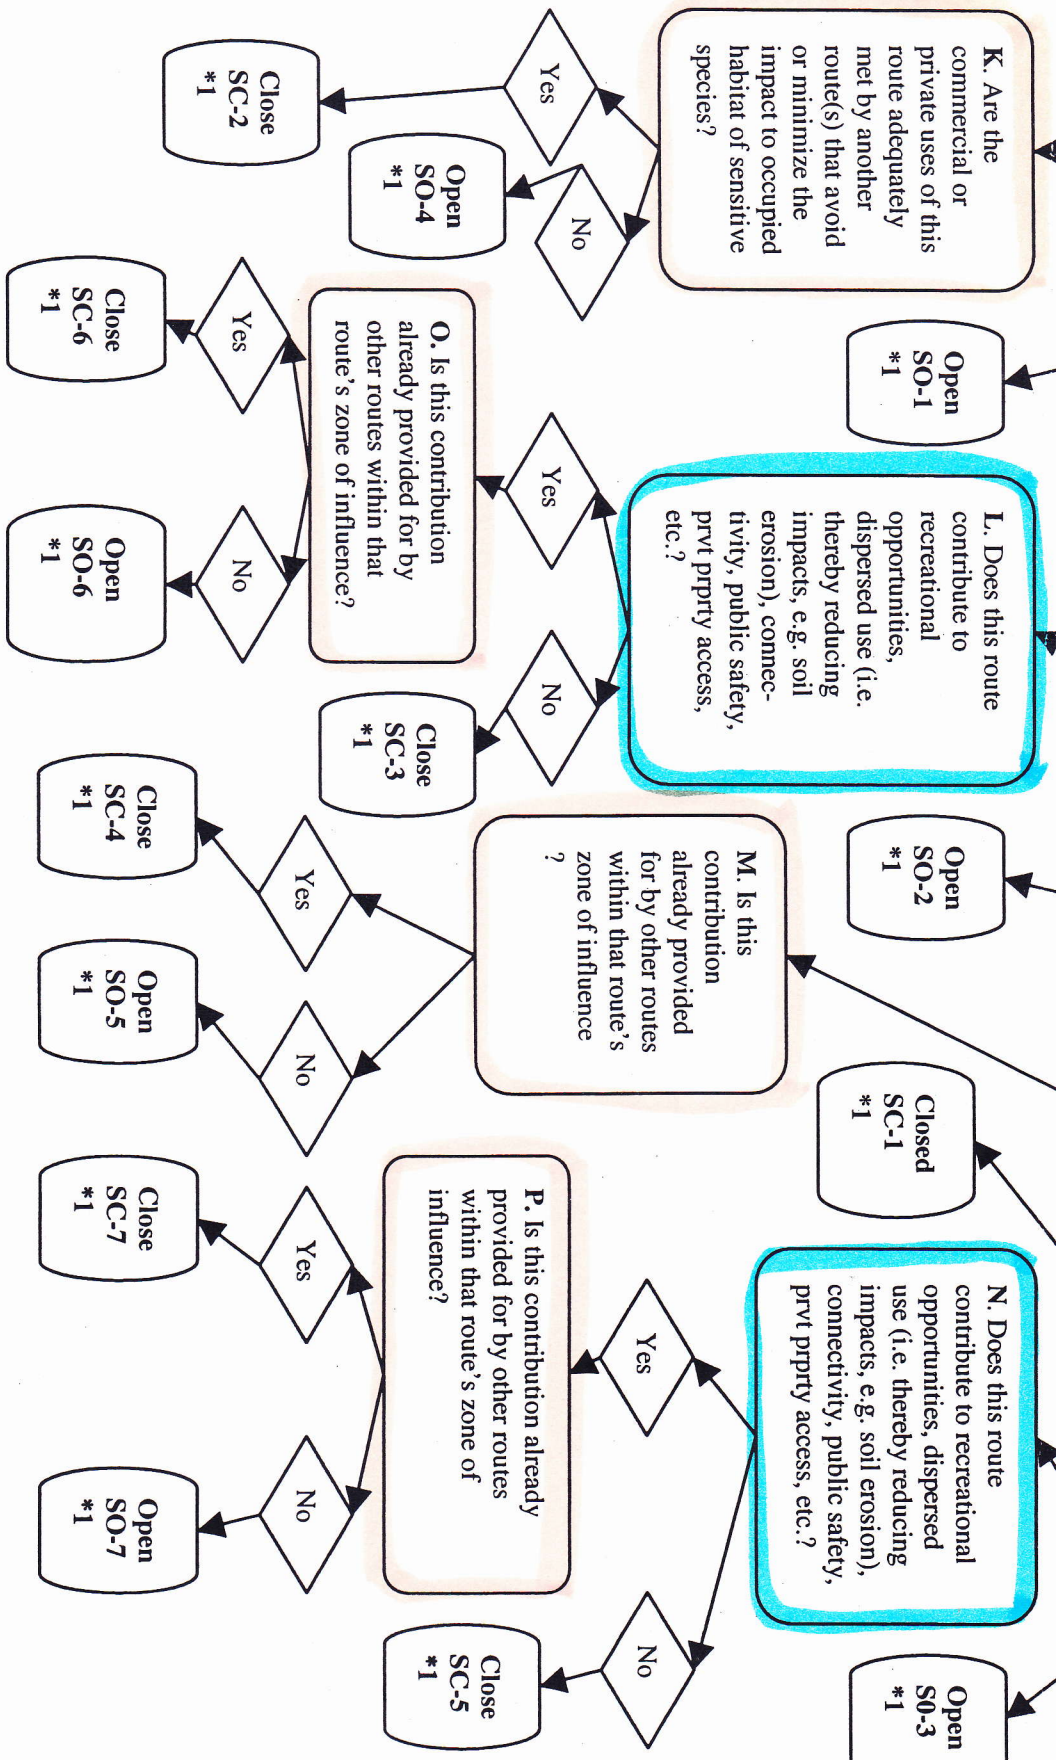 K. Are the
commercial or
private uses of this
route adequately
met by another
route(s) that avoid
or minimize the
impact to occupied
habitat of sensitive
species?
Yes
No
Close
SC-2
*1
Open
SO-4
*1
Open
SO-1
*1
L. Does this route
contribute to
recreational
opportunities,
dispersed use (i.e.
thereby reducing
impacts, e.g. soil
erosion), connec-
tivity, public safety,
prvt prprty access,
etc.?
Yes
No
Close
SC-3
*1
O. Is this contribution
already provided for by
other routes within that
route's zone of influence?
Yes
No
Close
SC-6
*1
Open
SO-6
*1
Open
SO-2
*1
M. Is this
contribution
already provided
for by other routes
within that route's
zone of influence
?
Yes
No
Close
SC-4
*1
Open
SO-5
*1
Closed
SC-1
*1
N. Does this route
contribute to recreational
opportunities, dispersed
use (i.e. thereby reducing
impacts, e.g. soil erosion),
connectivity, public safety,
prvt prprty access, etc.?
Yes
No
Close
SC-5
*1
P. Is this contribution already
provided for by other routes
within that route's zone of
influence?
Yes
No
Close
SC-7
*1
Open
SO-7
*1
Open
S0-3
*1